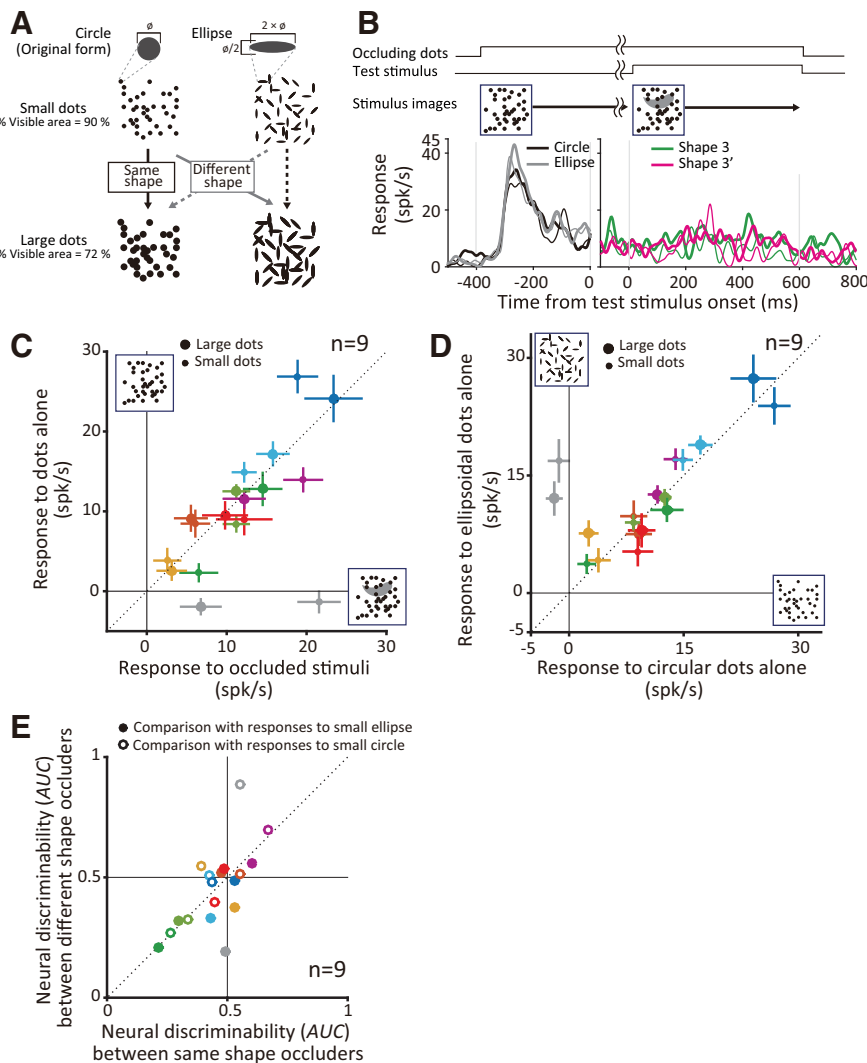 A
Circle
(Original form)
ø
Ellipse
2 × ø
ø/2
Small dots
% Visible area = 90 %
Same
shape
Different
shape
Large dots
% Visible area = 72 %
B
Occluding dots
Test stimulus
Stimulus images
Response
(spk/s)
45
40
20
0
Circle
Ellipse
Shape 3
Shape 3’
-400
-200
0
0
200
400
600
800
Time from test stimulus onset (ms)
C
Large dots
Small dots
n=9
Response to dots alone
(spk/s)
30
20
10
0
0
10
20
30
Response to occluded stimuli
(spk/s)
D
Large dots
Small dots
n=9
Response to ellipsoidal dots alone
(spk/s)
30
15
0
-5
-5
0
15
30
Response to circular dots alone
(spk/s)
E
Comparison with responses to small ellipse
Comparison with responses to small circle
Neural discriminability (AUC)
between different shape occluders
1
0.5
0
0
0.5
1
n=9
Neural discriminability (AUC)
between same shape occluders